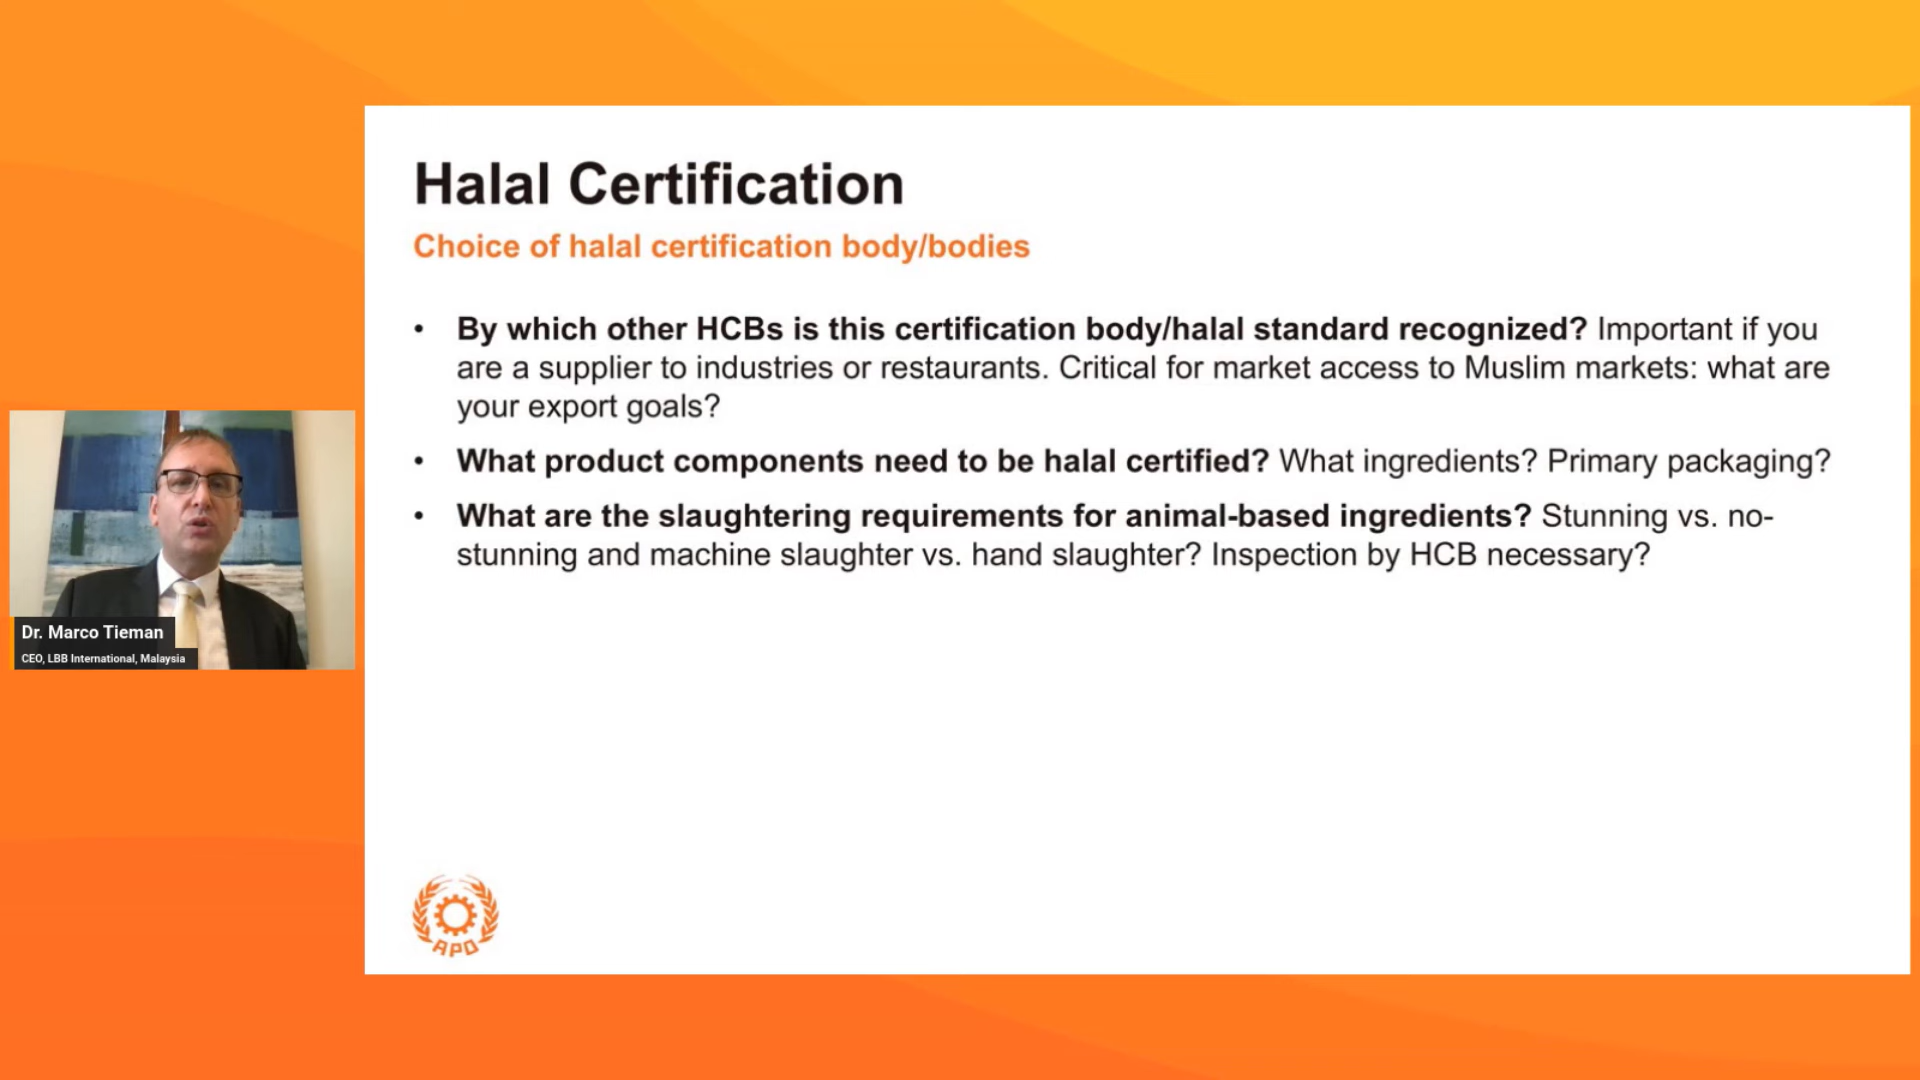 Halal Certification
Choice of halal certification body/bodies
• By which other HCBs is this certification body/halal standard recognized? Important if you
are a supplier to industries or restaurants. Critical for market access to Muslim markets: what are
your export goals?
• What product components need to be halal certified? What ingredients? Primary packaging?
• What are the slaughtering requirements for animal-based ingredients? Stunning vs. no-
stunning and machine slaughter vs. hand slaughter? Inspection by HCB necessary?
Dr. Marco Tieman
CEO, LBB International, Malaysia
APO